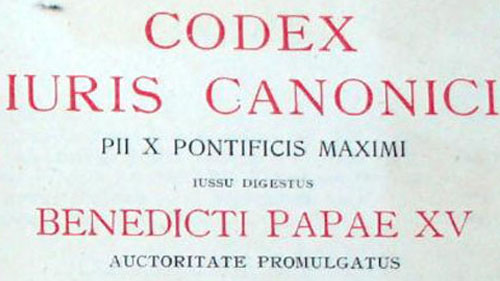 CODEX
IURIS CANONICI
PII X PONTIFICIS MAXIMI
IUSSU DIGESTUS
BENEDICTI PAPAE XV
AUCTORITATE PROMULGATUS